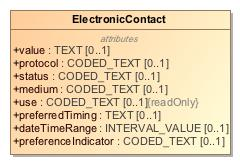 ElectronicContact
attributes
+value : TEXT [0..1]
+protocol : CODED_TEXT [0..1]
+status : CODED_TEXT [0..1]
+medium : CODED_TEXT [0..1]
+use : CODED_TEXT [0..1]{readOnly}
+preferredTiming : TEXT [0..1]
+dateTimeRange : INTERVAL_VALUE [0..1]
+preferenceIndicator : CODED_TEXT [0..1]